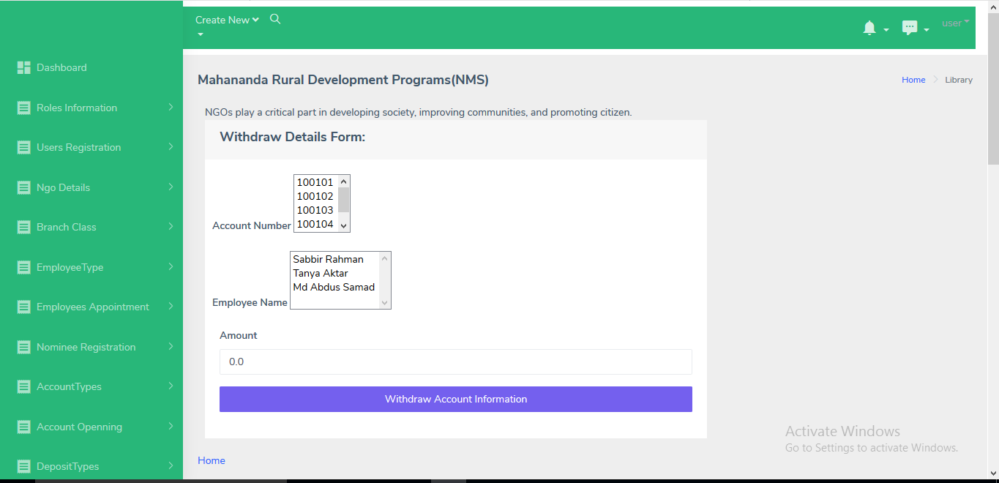 Create New
user
Dashboard
Roles Information
Users Registration
Ngo Details
Branch Class
EmployeeType
Employees Appointment
Nominee Registration
AccountTypes
Account Openning
DepositTypes
Mahananda Rural Development Programs(NMS)
Home
Library
NGOs play a critical part in developing society, improving communities, and promoting citizen.
Withdraw Details Form:
100101
100102
100103
100104
Account Number
Sabbir Rahman
Tanya Aktar
Md Abdus Samad
Employee Name
Amount
0.0
Withdraw Account Information
Home
Activate Windows
Go to Settings to activate Windows.